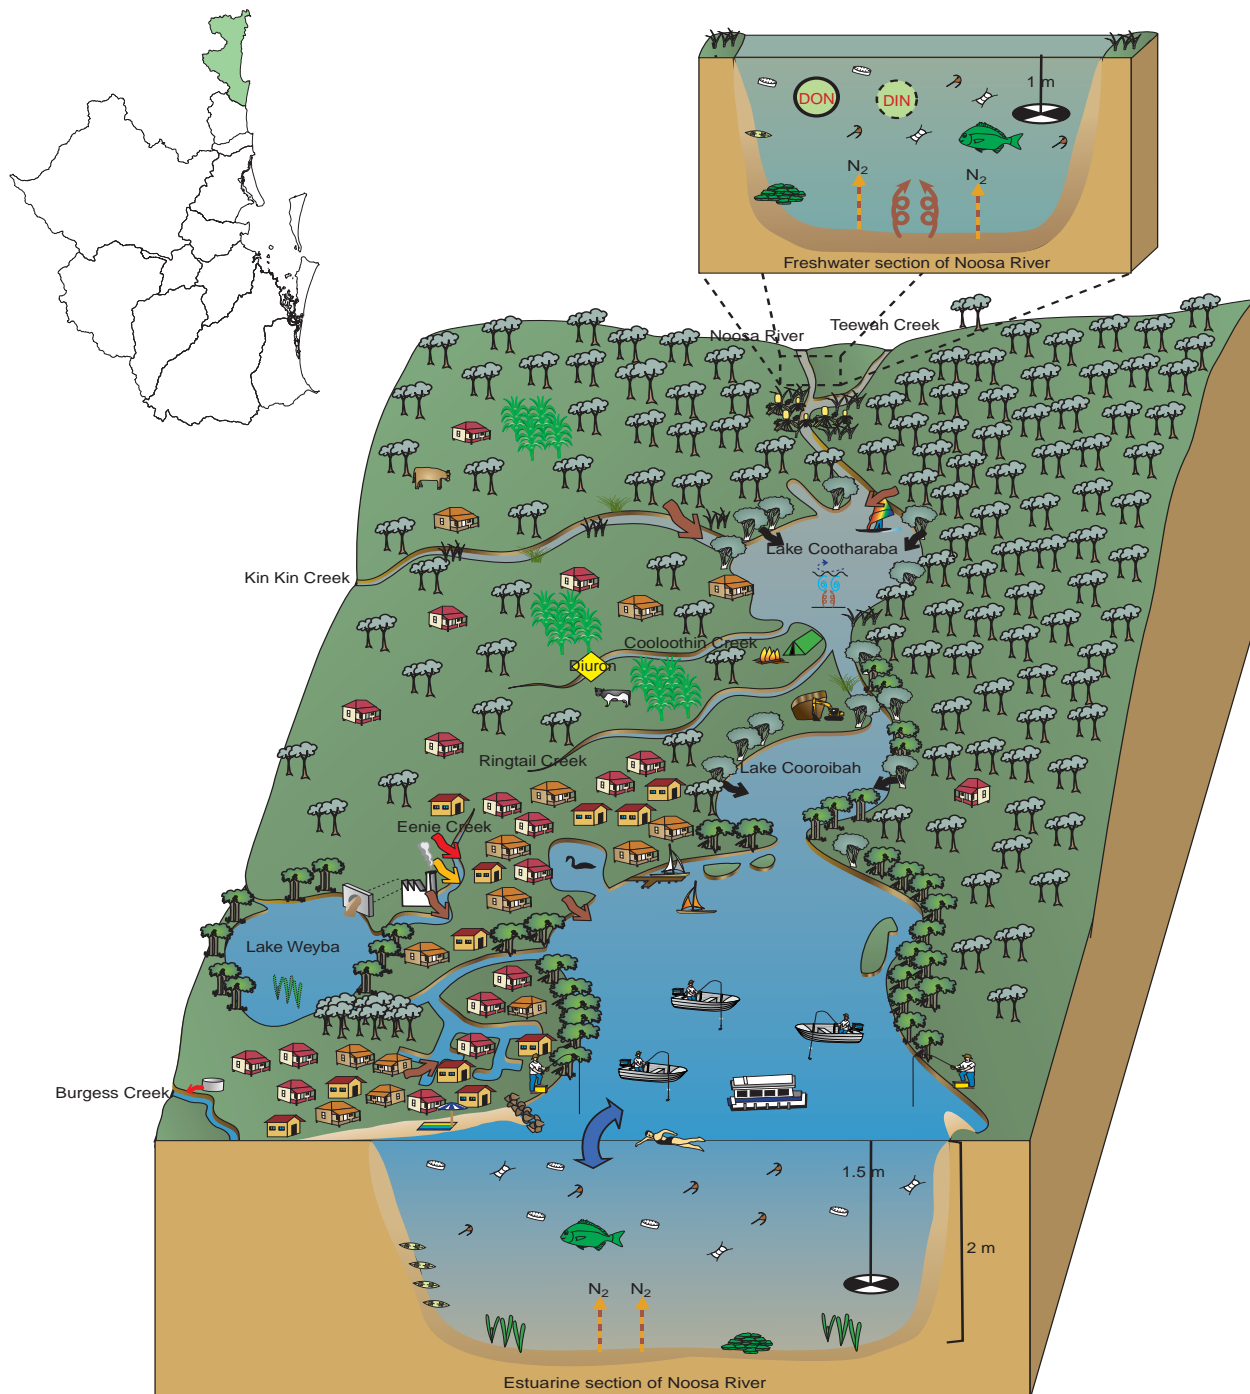 DON
DIN
1 m
N₂
N₂
Freshwater section of Noosa River
Noosa River
Teewah Creek
Lake Cootharaba
Kin Kin Creek
Cooloothin Creek
Diuron
Ringtail Creek
Lake Cooroibah
Eenie Creek
Lake Weyba
Burgess Creek
1.5 m
2 m
N₂
N₂
Estuarine section of Noosa River